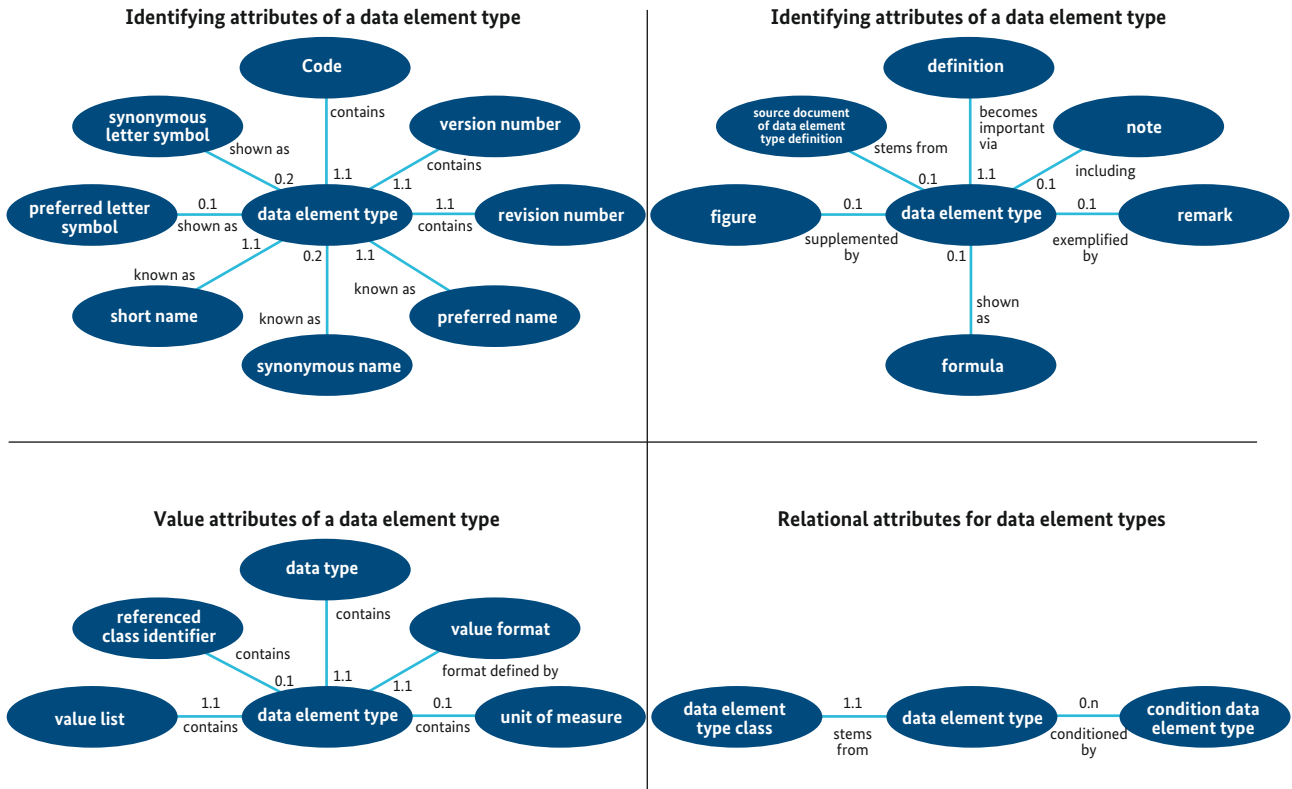 Identifying attributes of a data element type
Code
contains
synonymous
letter symbol
shown as
version number
contains
0.2
1.1
1.1
preferred letter
symbol
0.1
shown as
data element type
1.1
contains
revision number
1.1
0.2
1.1
known as
short name
known as
synonymous name
known as
preferred name
Identifying attributes of a data element type
definition
becomes
important
via
source document
of data element
type definition
stems from
note
including
0.1
1.1
0.1
figure
0.1
supplemented
by
data element type
0.1
exemplified
by
remark
0.1
shown
as
formula
Value attributes of a data element type
data type
contains
referenced
class identifier
contains
value format
format defined by
0.1
1.1
1.1
value list
1.1
contains
data element type
0.1
contains
unit of measure
Relational attributes for data element types
data element
type class
1.1
stems
from
data element type
0.n
conditioned
by
condition data
element type